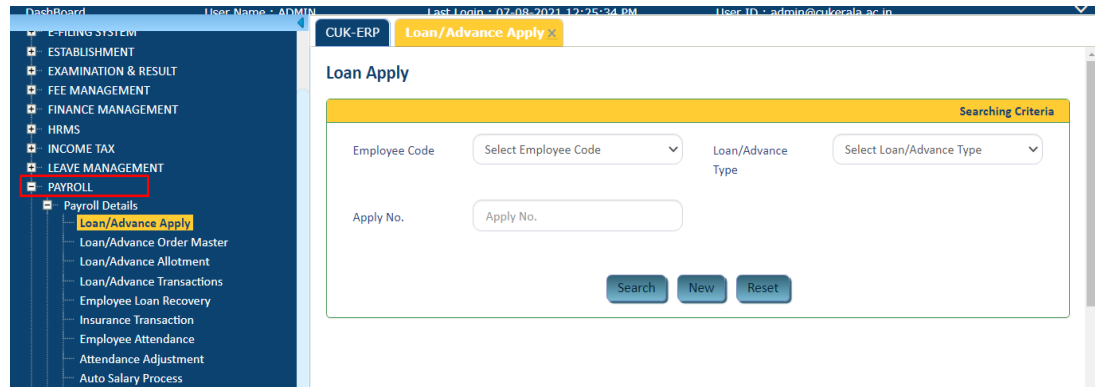 DashBoard User Name : ADMIN Last Login : 07-08-2021 12:25:34 PM User ID : admin@cukerala.ac.in
E-FILING SYSTEM
ESTABLISHMENT
EXAMINATION & RESULT
FEE MANAGEMENT
FINANCE MANAGEMENT
HRMS
INCOME TAX
LEAVE MANAGEMENT
PAYROLL
Payroll Details
Loan/Advance Apply
Loan/Advance Order Master
Loan/Advance Allotment
Loan/Advance Transactions
Employee Loan Recovery
Insurance Transaction
Employee Attendance
Attendance Adjustment
Auto Salary Process
CUK-ERP Loan/Advance Apply ×
Loan Apply
Searching Criteria
Employee Code Select Employee Code Loan/Advance Select Loan/Advance Type
Type
Apply No. Apply No.
Search New Reset